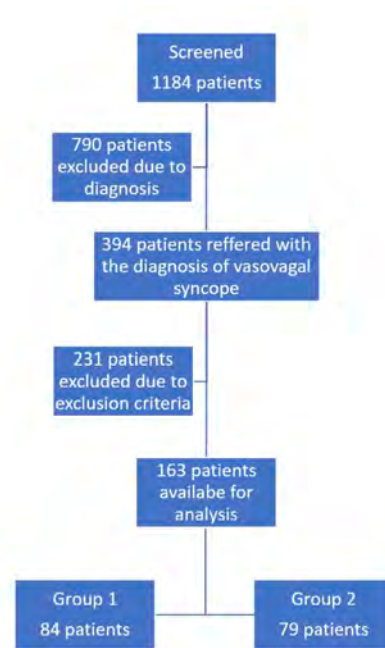 Screened
1184 patients
790 patients
excluded due to
diagnosis
394 patients reffered with
the diagnosis of vasovagal
syncope
231 patients
excluded due to
exclusion criteria
163 patients
availabe for
analysis
Group 1
84 patients
Group 2
79 patients